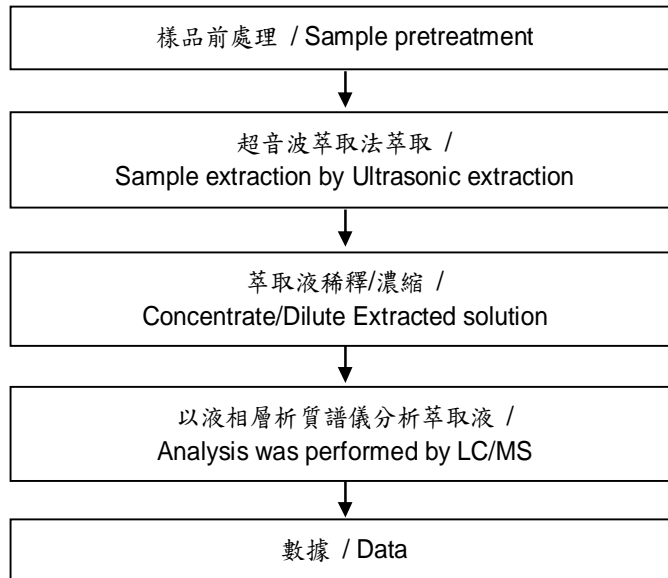 樣品前處理 / Sample pretreatment
超音波萃取法萃取 /
Sample extraction by Ultrasonic extraction
萃取液稀釋/濃縮 /
Concentrate/Dilute Extracted solution
以液相層析質譜儀分析萃取液 /
Analysis was performed by LC/MS
數據 / Data